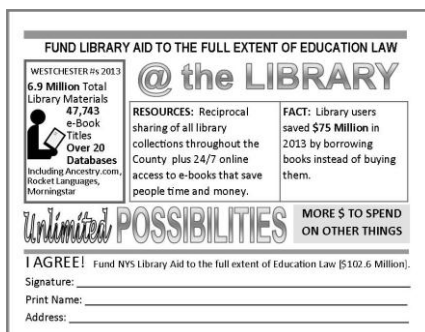 FUND LIBRARY AID TO THE FULL EXTENT OF EDUCATION LAW
WESTCHESTER #s 2013
6.9 Million Total
Library Materials
47,743
e-Book
Titles
Over 20
Databases
Including Ancestry.com,
Rocket Languages,
Morningstar
@ the LIBRARY
RESOURCES: Reciprocal
sharing of all library
collections throughout the
County plus 24/7 online
access to e-books that save
people time and money.
FACT: Library users
saved $75 Million in
2013 by borrowing
books instead of buying
them.
Unlimited POSSIBILITIES
MORE $ TO SPEND
ON OTHER THINGS
I AGREE! Fund NYS Library Aid to the full extent of Education Law [$102.6 Million].
Signature:
Print Name:
Address: